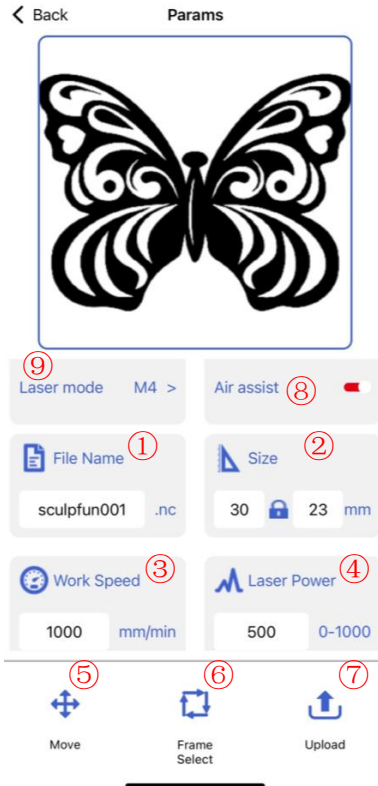 Back Params
⑨
Laser mode M4 > Air assist ⑧
File Name ① Size ②
sculpfun001 .nc 30 23 mm
Work Speed ③ Laser Power ④
1000 mm/min 500 0-1000
⑤ ⑥ ⑦
Move Frame Select Upload